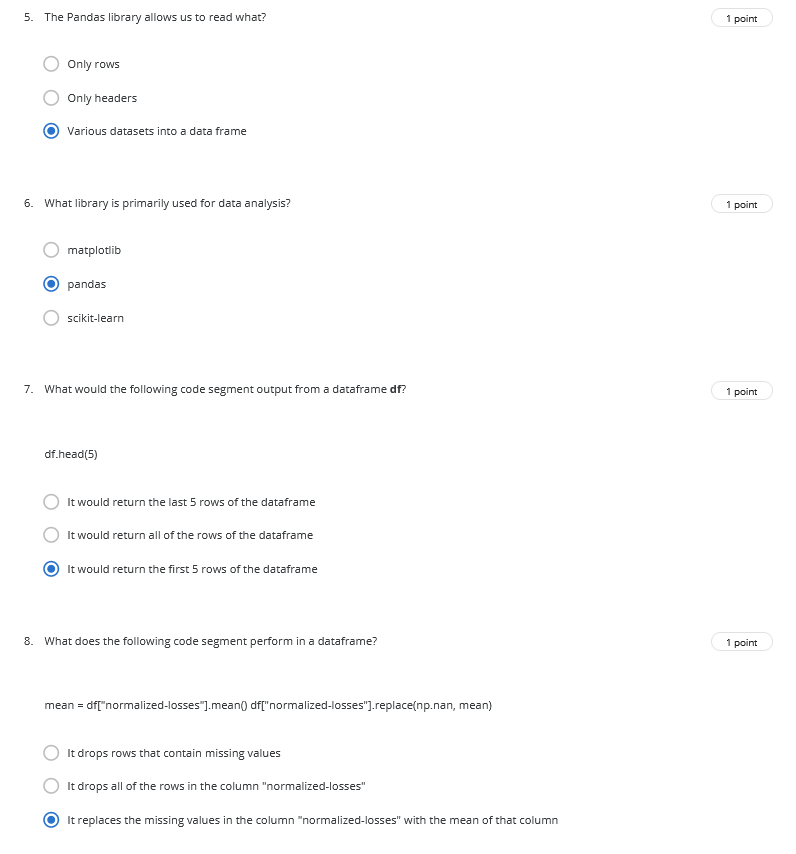 5. The Pandas library allows us to read what? 1 point
Only rows
Only headers
Various datasets into a data frame
6. What library is primarily used for data analysis? 1 point
matplotlib
pandas
scikit-learn
7. What would the following code segment output from a dataframe df? 1 point
df.head(5)
It would return the last 5 rows of the dataframe
It would return all of the rows of the dataframe
It would return the first 5 rows of the dataframe
8. What does the following code segment perform in a dataframe? 1 point
mean = df["normalized-losses"].mean() df["normalized-losses"].replace(np.nan, mean)
It drops rows that contain missing values
It drops all of the rows in the column "normalized-losses"
It replaces the missing values in the column "normalized-losses" with the mean of that column